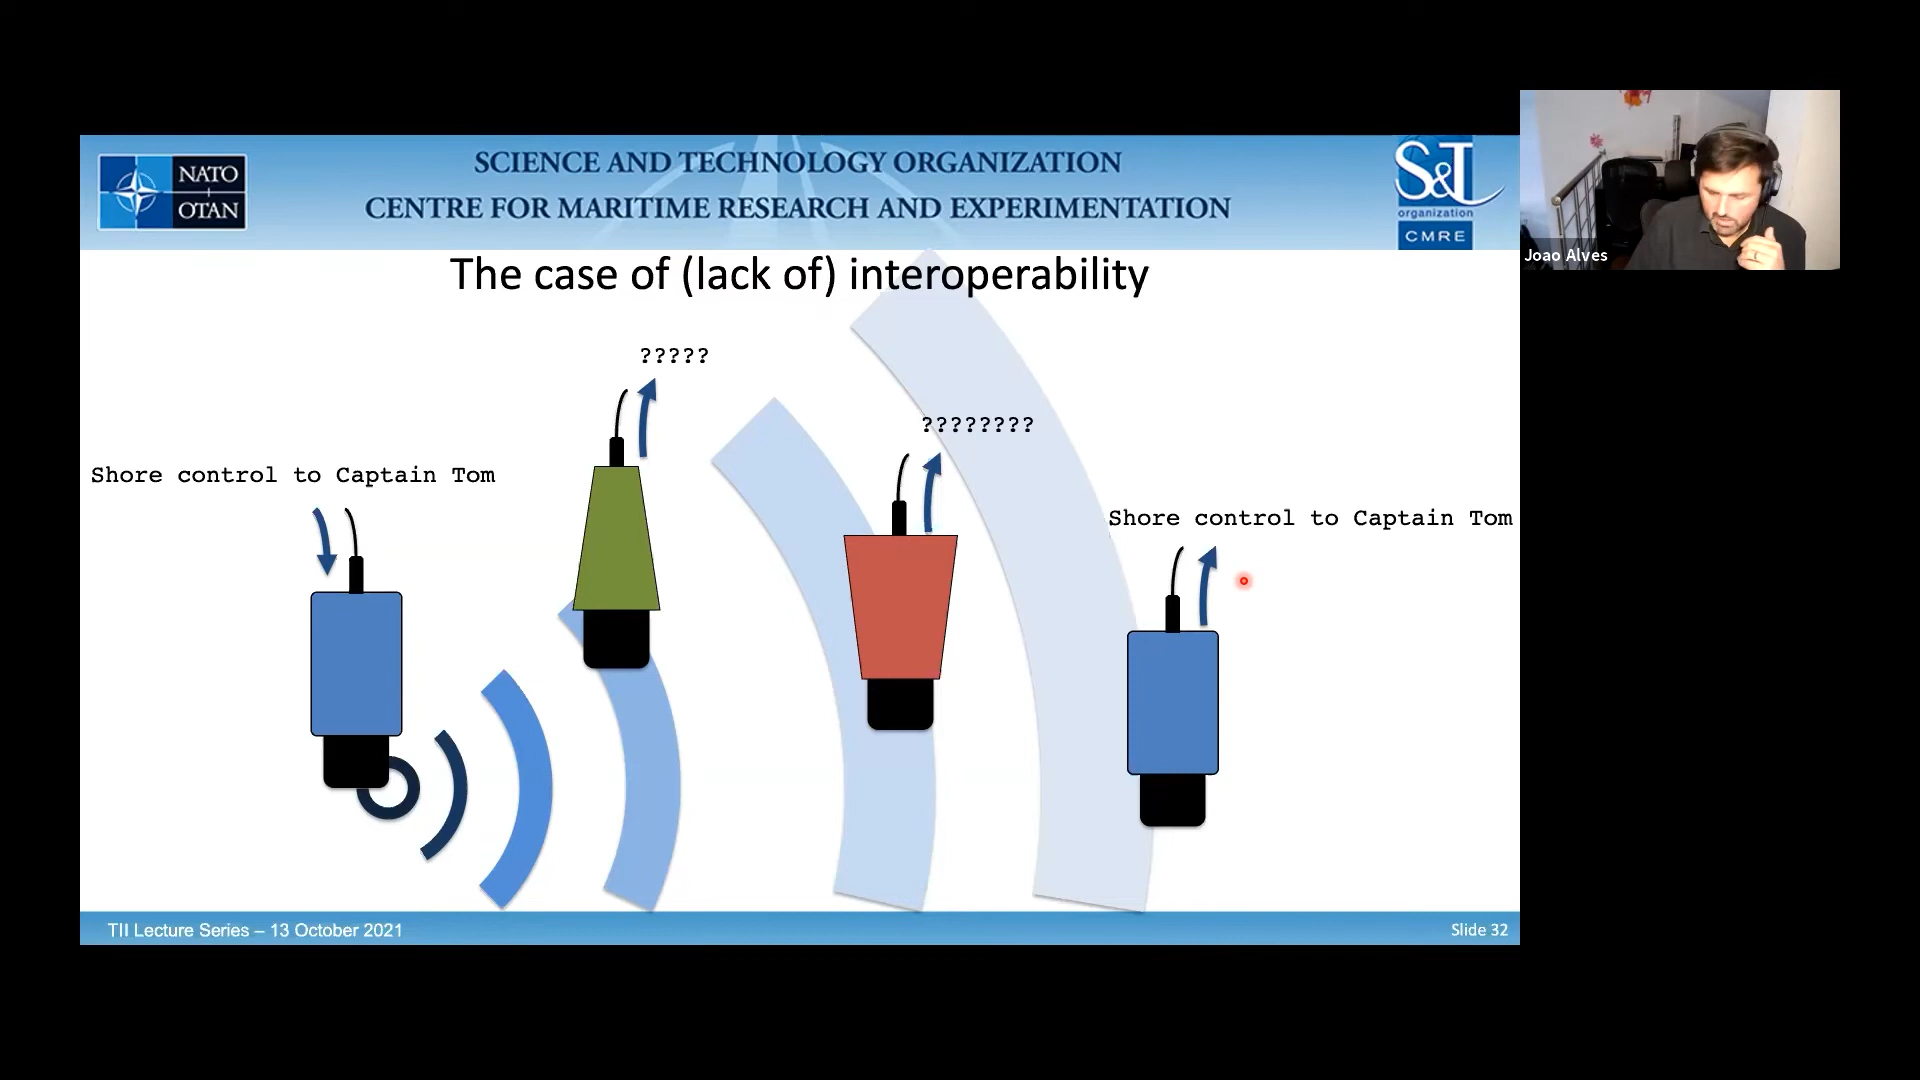 NATO
OTAN
SCIENCE AND TECHNOLOGY ORGANIZATION
CENTRE FOR MARITIME RESEARCH AND EXPERIMENTATION
S&T
organization
CMRE
Joao Alves
The case of (lack of) interoperability
?????
????????
Shore control to Captain Tom
Shore control to Captain Tom
TII Lecture Series – 13 October 2021
Slide 32